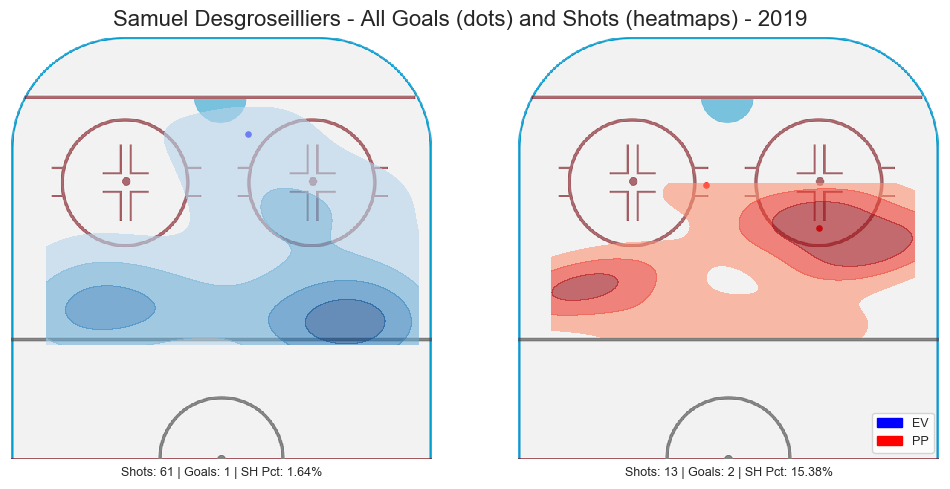 Samuel Desgroseilliers - All Goals (dots) and Shots (heatmaps) - 2019
EV
PP
Shots: 61 | Goals: 1 | SH Pct: 1.64%
Shots: 13 | Goals: 2 | SH Pct: 15.38%